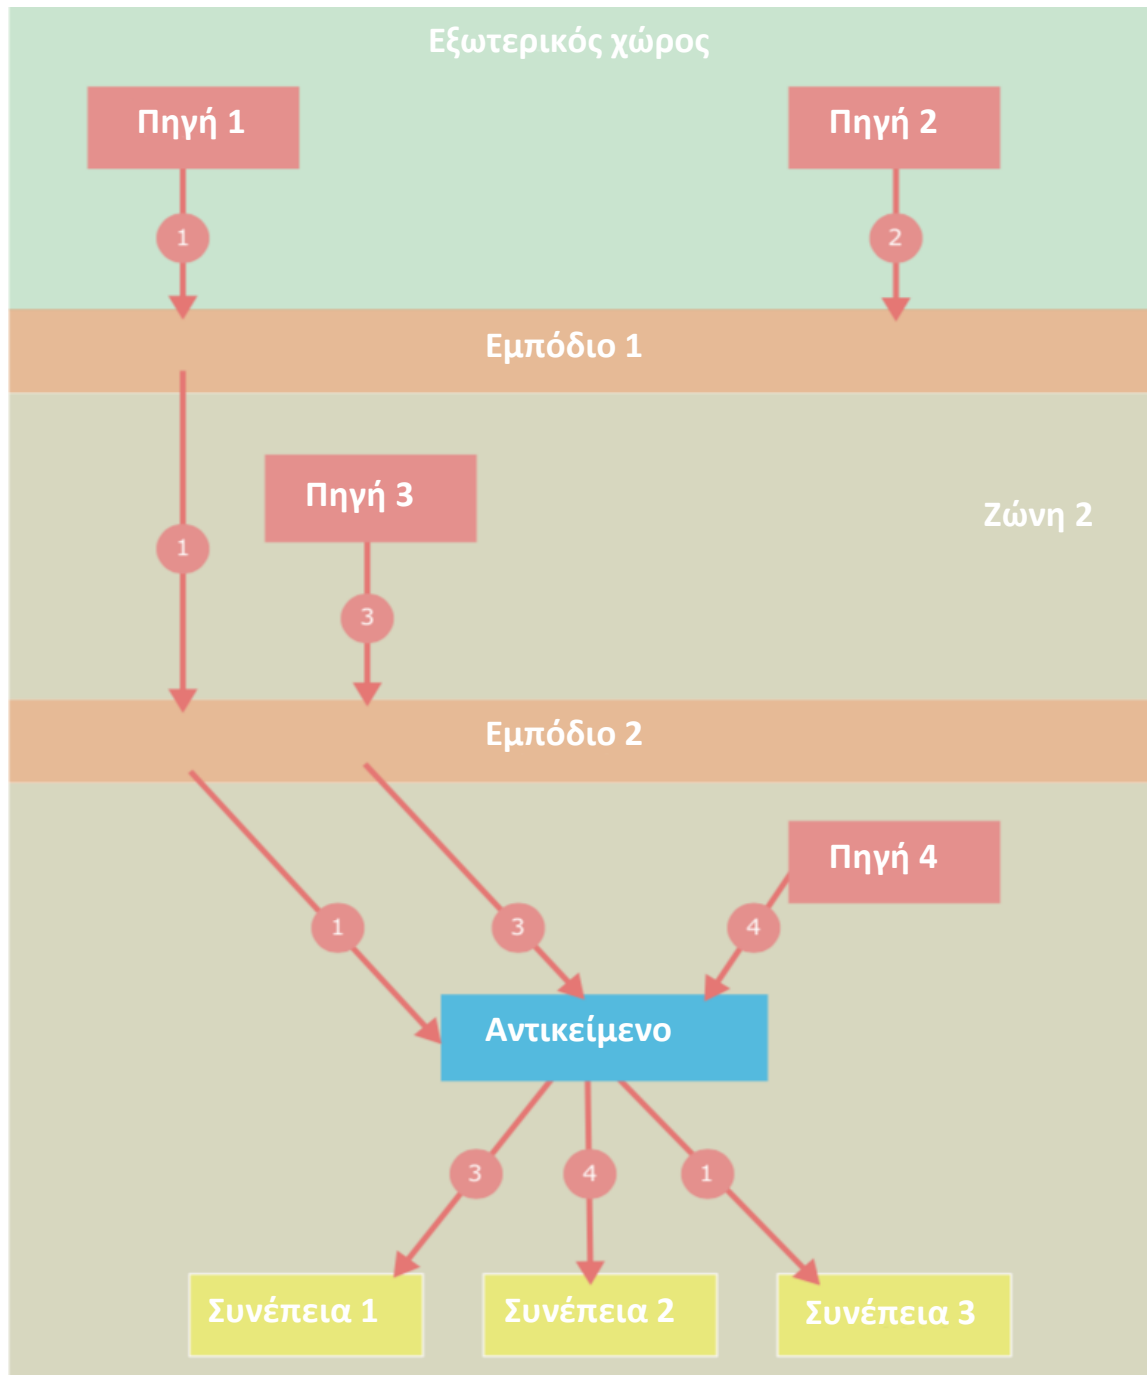 Εξωτερικός χώρος
Πηγή 1
Πηγή 2
1
2
Εμπόδιο 1
Πηγή 3
Ζώνη 2
1
3
Εμπόδιο 2
Πηγή 4
1
3
4
Αντικείμενο
3
4
1
Συνέπεια 1
Συνέπεια 2
Συνέπεια 3